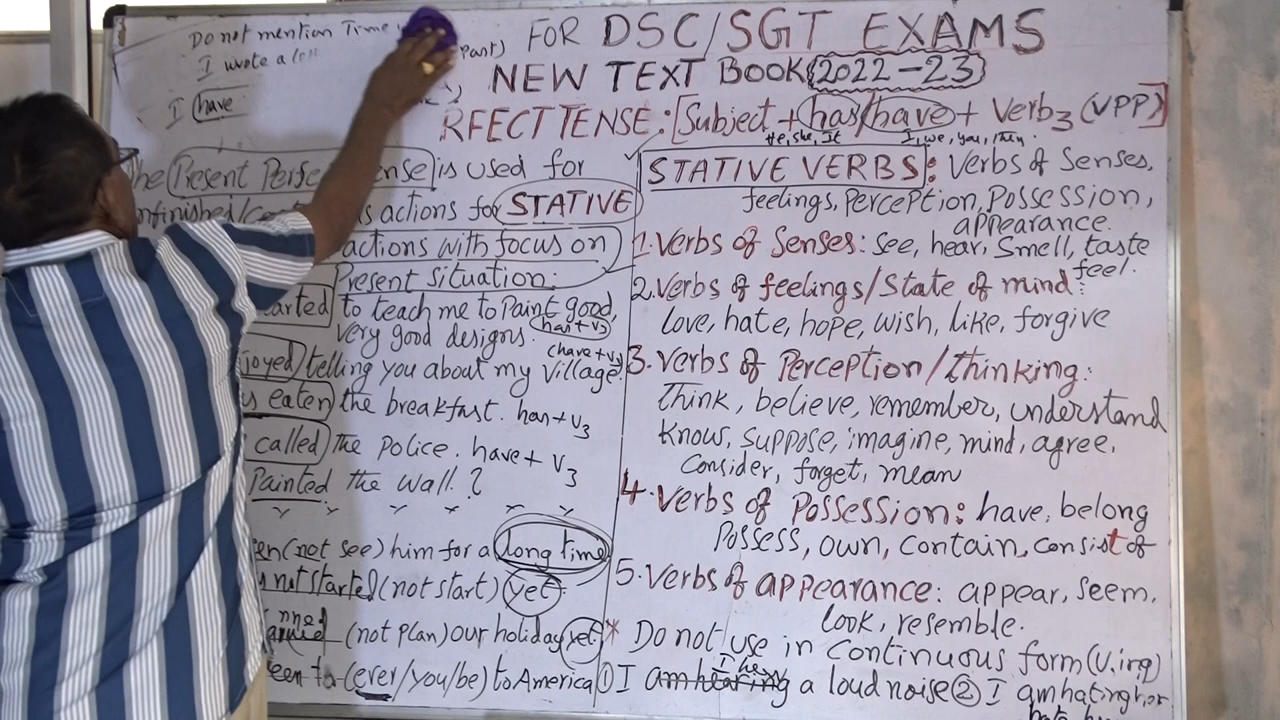 Do not mention Time
I wrote a
Past)
I have
FOR DSC/SGT EXAMS
NEW TEXT BOOK 2022-23
RFECT TENSE: [Subject + has/have + Verb3 (VPP)]
He, she, It I, we, you, they
he Present Perfe nse is used for
nfinished/ s actions for STATIVE
actions with focus on
Present situation:
arted to teach me to Paint good,
very good designs. (has+v3)
(have+v3
joyed) telling you about my village.
s eaten the breakfast. has+v3
called) the police. have+v3
Painted the wall?
en (not see) him for a long time
s not started (not start) yet.
nned
(not plan) our holiday yet
een to (ever/you/be) to America
STATIVE VERBS: Verbs of Senses,
feelings, Perception, Possession,
appearance.
1. Verbs of Senses: see, hear, Smell, taste
feel.
2. Verbs of feelings/State of mind:
love, hate, hope, wish, like, forgive
3. Verbs of Perception/Thinking:
Think, believe, remember, understand
Know, suppose, imagine, mind, agree,
Consider, forget, mean
4. Verbs of Possession: have, belong
Possess, own, contain, consist of
5. Verbs of appearance: appear, seem,
look, resemble.
* Do not use in Continuous form (V.ing)
I hear
① I am hearing a loud noise ② I am hating her
hate